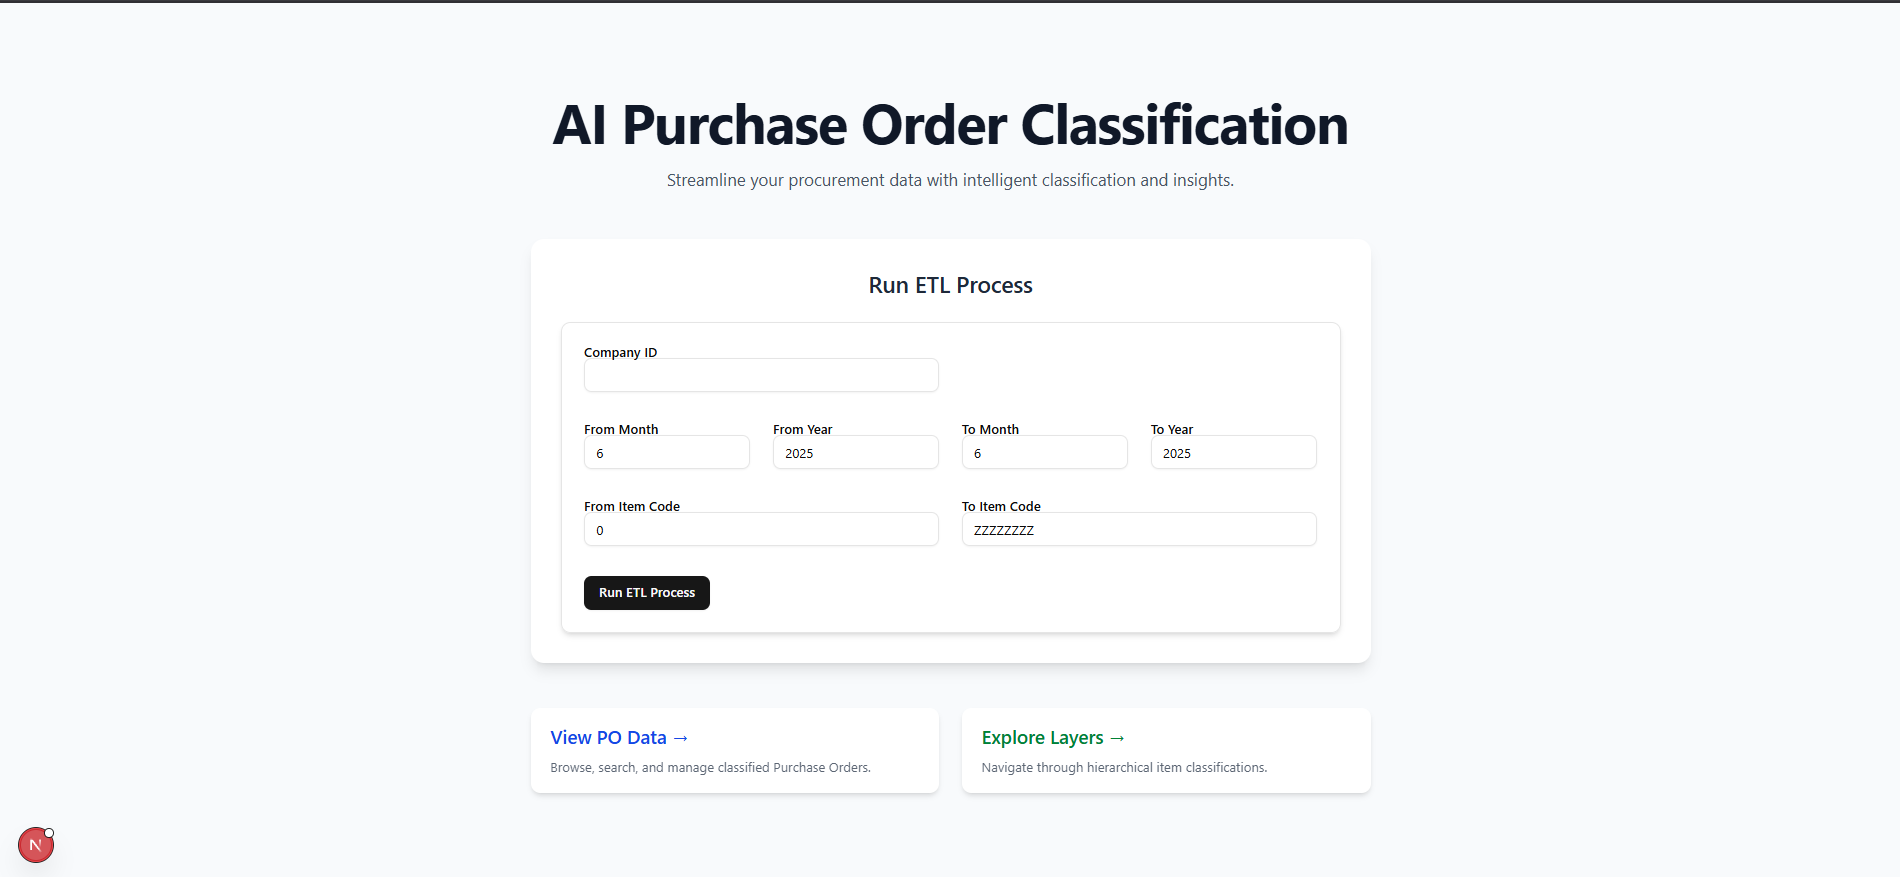 AI Purchase Order Classification
Streamline your procurement data with intelligent classification and insights.
Run ETL Process
Company ID
From Month
From Year
To Month
To Year
6
2025
6
2025
From Item Code
To Item Code
0
ZZZZZZZZ
Run ETL Process
View PO Data →
Browse, search, and manage classified Purchase Orders.
Explore Layers →
Navigate through hierarchical item classifications.
N